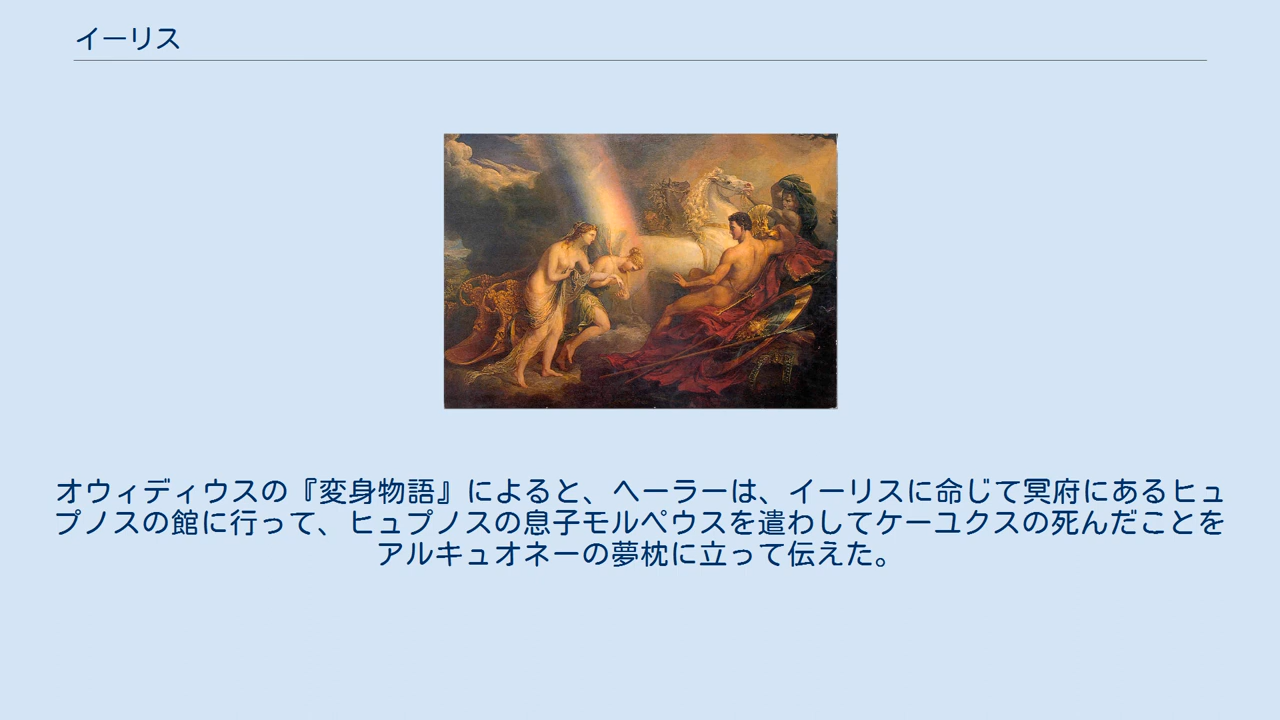 イーリス
オウィディウスの『変身物語』によると、ヘーラーは、イーリスに命じて冥府にあるヒュ
プノスの館に行って、ヒュプノスの息子モルペウスを遣わしてケーユクスの死んだことを
アルキュオネーの夢枕に立って伝えた。